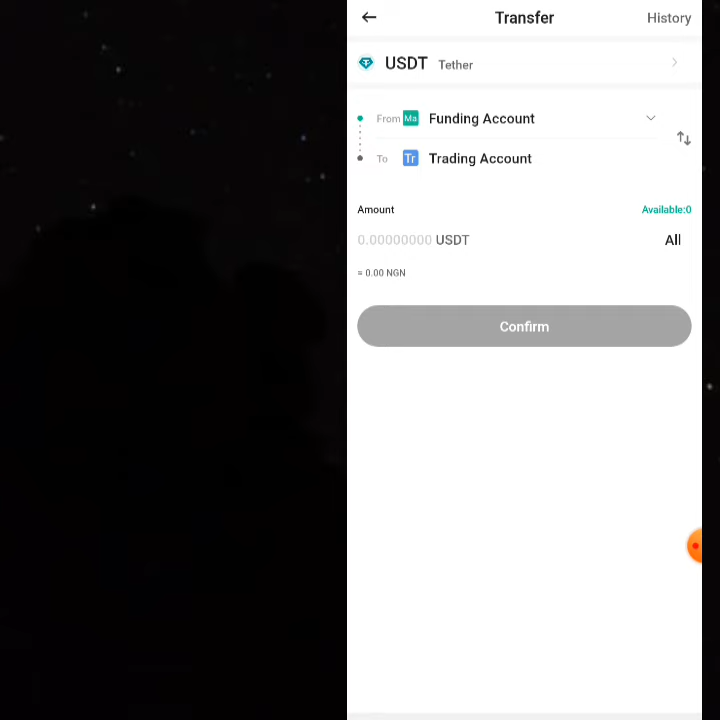 Transfer
History
USDT Tether
From Ma Funding Account
To Tr Trading Account
Amount
Available:0
0.00000000 USDT
All
≈ 0.00 NGN
Confirm